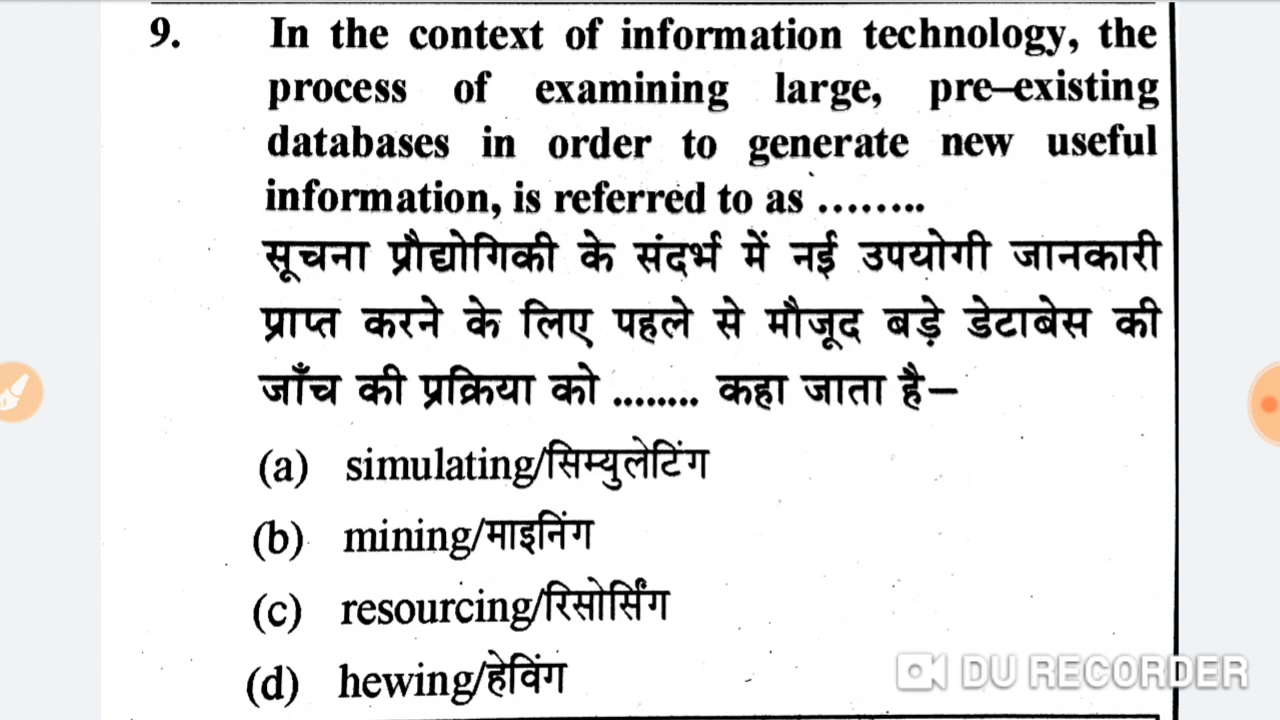 9. In the context of information technology, the
process of examining large, pre–existing
databases in order to generate new useful
information, is referred to as ........
सूचना प्रौद्योगिकी के संदर्भ में नई उपयोगी जानकारी
प्राप्त करने के लिए पहले से मौजूद बड़े डेटाबेस की
जाँच की प्रक्रिया को ........ कहा जाता है–
(a) simulating/सिम्युलेटिंग
(b) mining/माइनिंग
(c) resourcing/रिसोर्सिंग
(d) hewing/हेविंग
DU RECORDER